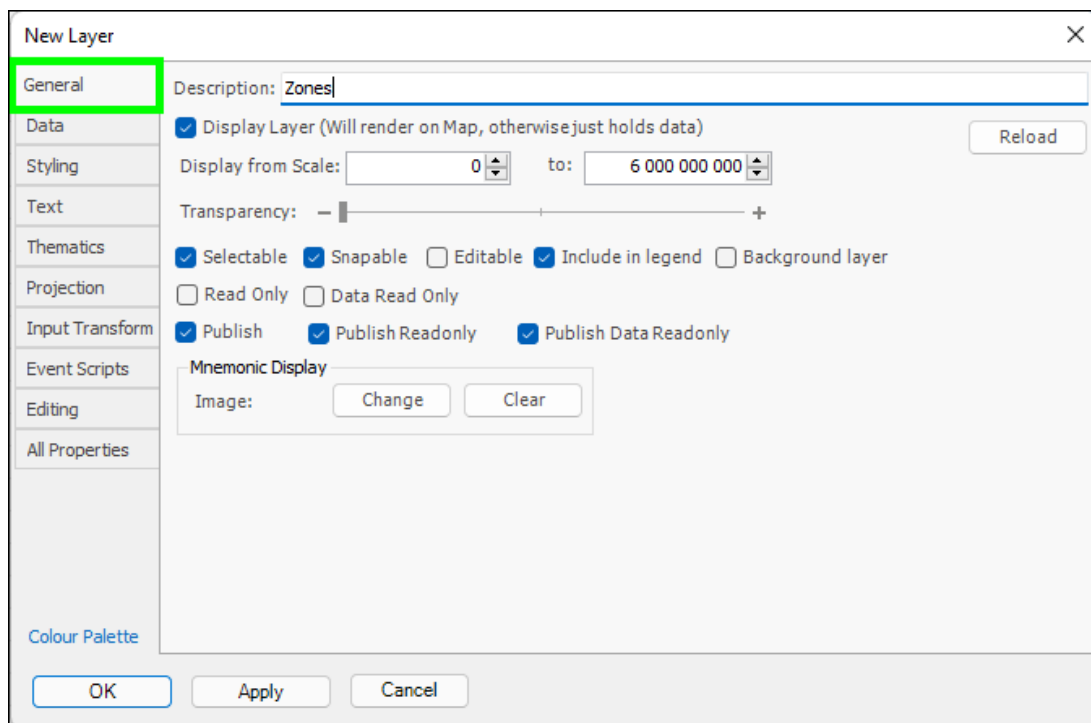 New Layer
General
Description: Zones
Data
Display Layer (Will render on Map, otherwise just holds data)
Reload
Styling
Display from Scale: 0 to: 6 000 000 000
Text
Transparency: – +
Thematics
Selectable Snapable Editable Include in legend Background layer
Projection
Read Only Data Read Only
Input Transform
Publish Publish Readonly Publish Data Readonly
Event Scripts
Mnemonic Display
Editing
Image: Change Clear
All Properties
Colour Palette
OK Apply Cancel